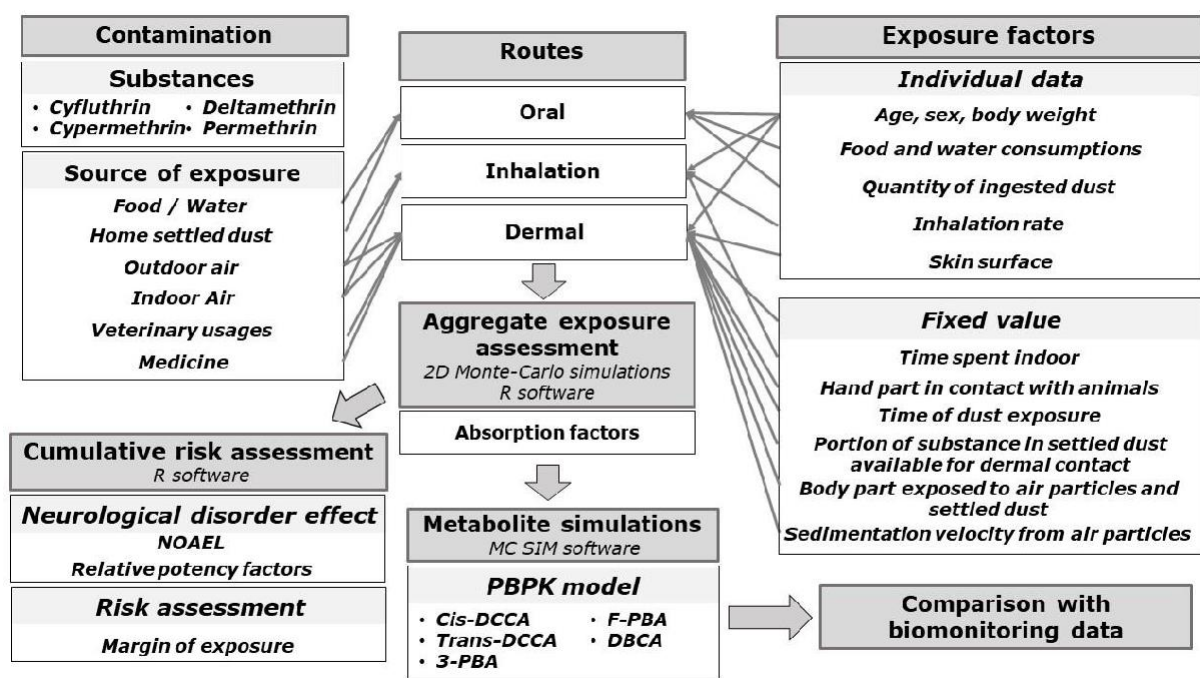 Contamination
Substances
• Cyfluthrin • Deltamethrin
• Cypermethrin • Permethrin
Source of exposure
Food / Water
Home settled dust
Outdoor air
Indoor Air
Veterinary usages
Medicine
Routes
Oral
Inhalation
Dermal
Aggregate exposure
assessment
2D Monte-Carlo simulations
R software
Absorption factors
Exposure factors
Individual data
Age, sex, body weight
Food and water consumptions
Quantity of ingested dust
Inhalation rate
Skin surface
Fixed value
Time spent indoor
Hand part in contact with animals
Time of dust exposure
Portion of substance in settled dust
available for dermal contact
Body part exposed to air particles and
settled dust
Sedimentation velocity from air particles
Cumulative risk assessment
R software
Neurological disorder effect
NOAEL
Relative potency factors
Risk assessment
Margin of exposure
Metabolite simulations
MC SIM software
PBPK model
• Cis-DCCA • F-PBA
• Trans-DCCA • DBCA
• 3-PBA
Comparison with
biomonitoring data